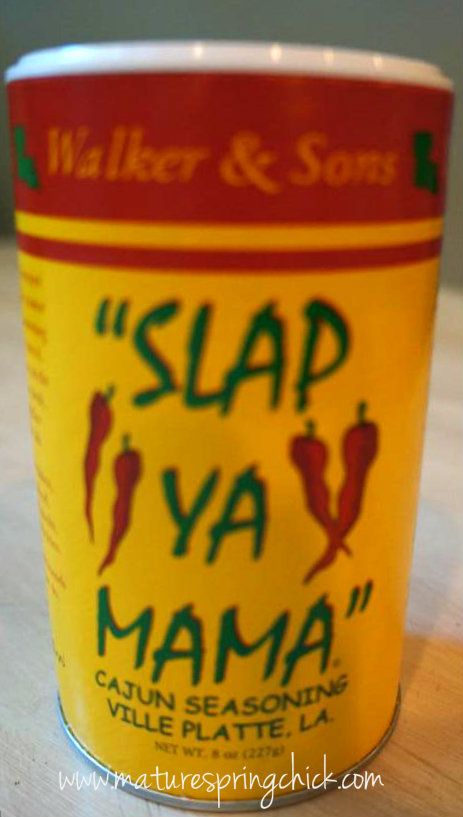 Walker & Sons
"SLAP
YA
MAMA"®
CAJUN SEASONING
VILLE PLATTE, LA.
NET WT. 8 oz (227g)
www.maturespringchick.com